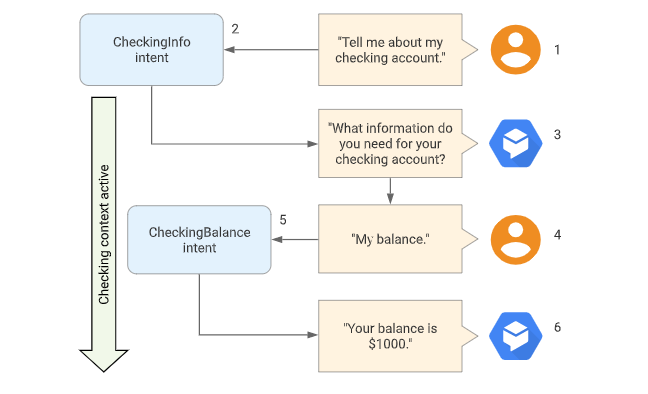 CheckingInfo
intent
2
"Tell me about my
checking account."
1
"What information do
you need for your
checking account?
3
Checking context active
CheckingBalance
intent
5
"My balance."
4
"Your balance is
$1000."
6